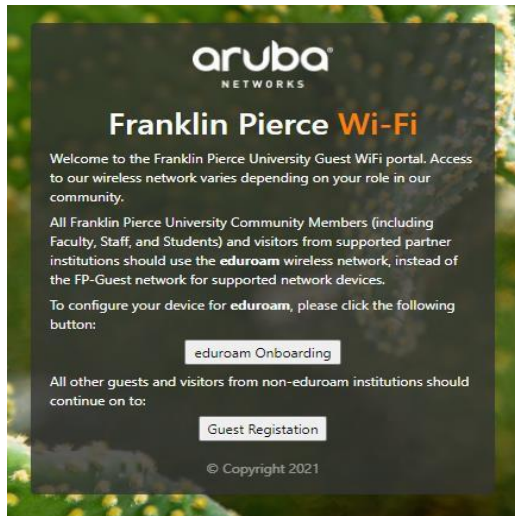 aruba
NETWORKS
Franklin Pierce Wi-Fi
Welcome to the Franklin Pierce University Guest WiFi portal. Access
to our wireless network varies depending on your role in our
community.
All Franklin Pierce University Community Members (including
Faculty, Staff, and Students) and visitors from supported partner
institutions should use the eduroam wireless network, instead of
the FP-Guest network for supported network devices.
To configure your device for eduroam, please click the following
button:
eduroam Onboarding
All other guests and visitors from non-eduroam institutions should
continue on to:
Guest Registation
© Copyright 2021